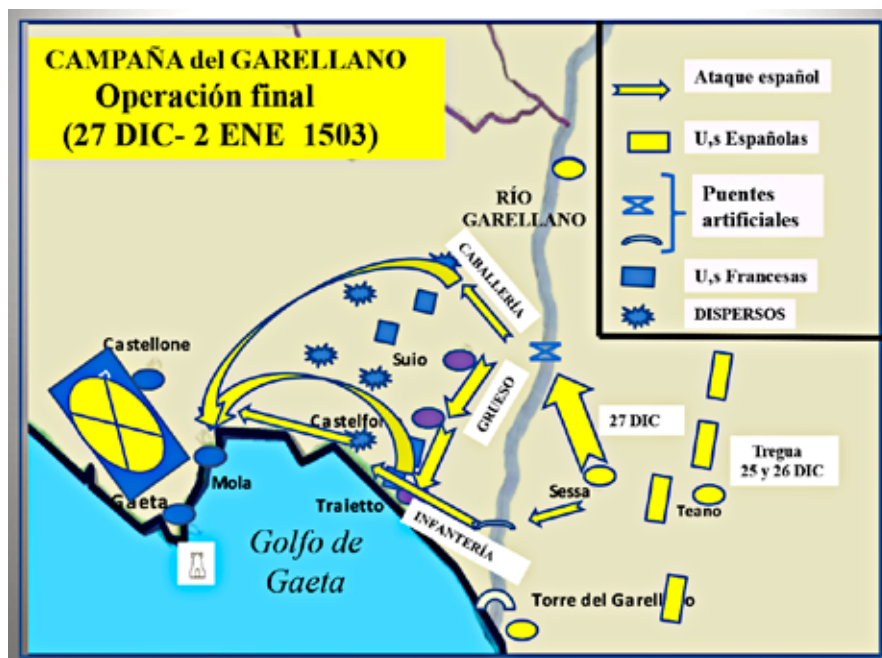 CAMPAÑA del GARELLANO
Operación final
(27 DIC- 2 ENE 1503)
Ataque español
U,s Españolas
Puentes
artificiales
U,s Francesas
DISPERSOS
RÍO
GARELLANO
CABALLERÍA
Castellone
Suio
GRUESO
27 DIC
Tregua
25 y 26 DIC
Castelfor
Sessa
Teano
Mola
Gaeta
Traietto
INFANTERÍA
Golfo de
Gaeta
Torre del Garellano